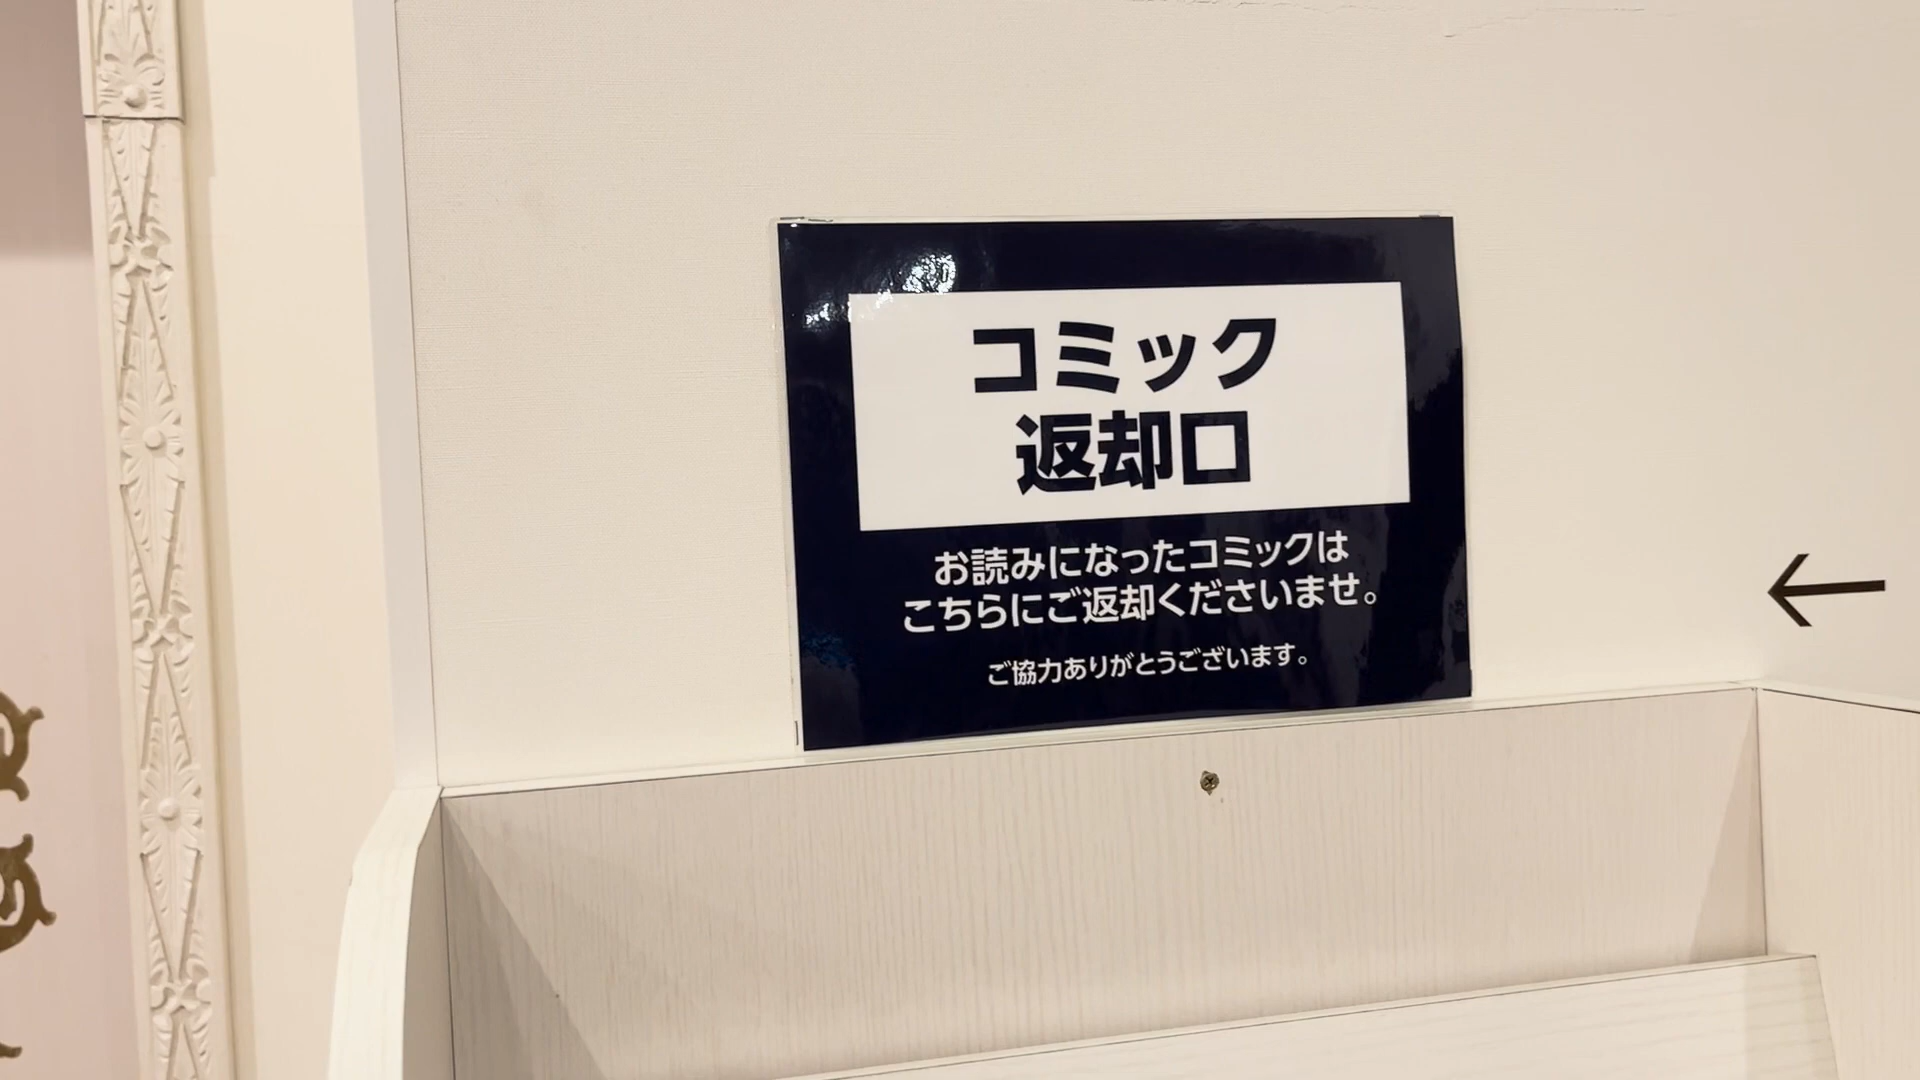 コミック
返却口
お読みになったコミックは
こちらにご返却くださいませ。
ご協力ありがとうございます。
←